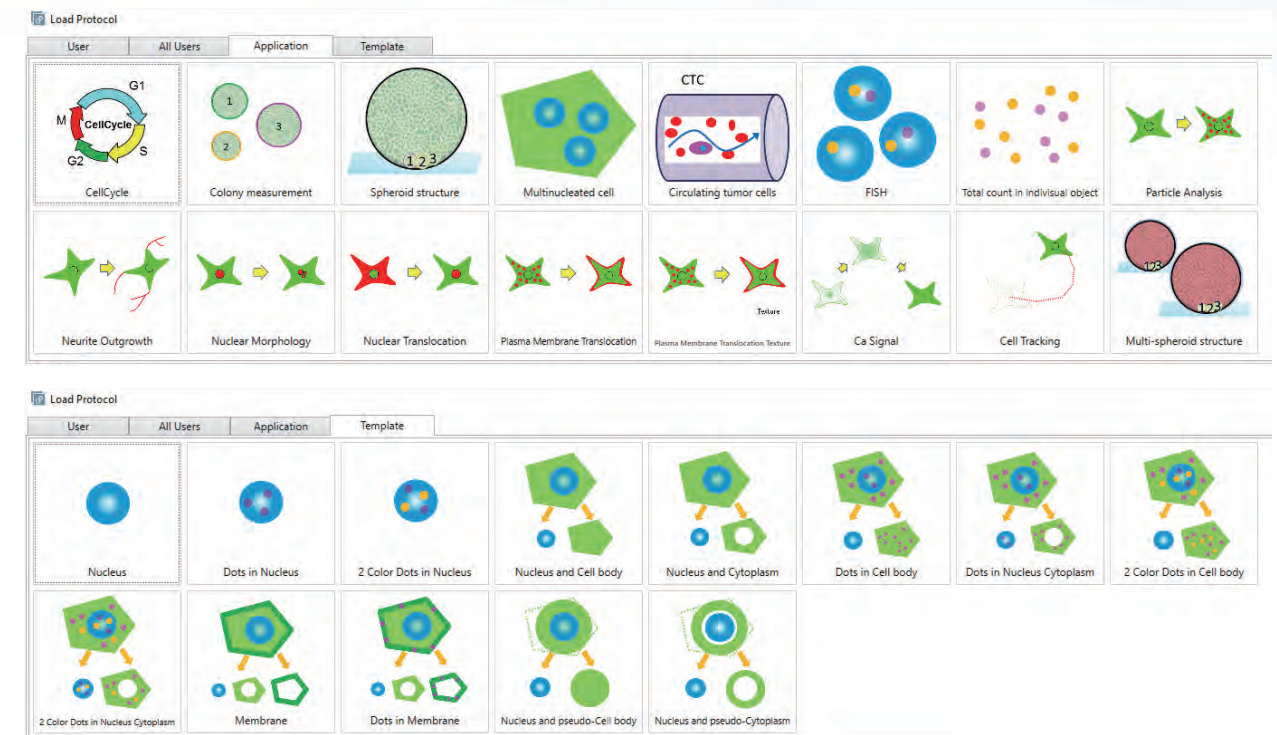 Load Protocol
User All Users Application Template
G1
M CellCycle
G2 S
CellCycle
1
2
3
Colony measurement
1 2 3
Spheroid structure
Multinucleated cell
CTC
Circulating tumor cells
FISH
Total count in indivisual object
Particle Analysis
Neurite Outgrowth
Nuclear Morphology
Nuclear Translocation
Plasma Membrane Translocation
Texture
Plasma Membrane Translocation Texture
Ca Signal
Cell Tracking
123
123
Multi-spheroid structure
Load Protocol
User All Users Application Template
Nucleus
Dots in Nucleus
2 Color Dots in Nucleus
Nucleus and Cell body
Nucleus and Cytoplasm
Dots in Cell body
Dots in Nucleus Cytoplasm
2 Color Dots in Cell body
2 Color Dots in Nucleus Cytoplasm
Membrane
Dots in Membrane
Nucleus and pseudo-Cell body
Nucleus and pseudo-Cytoplasm